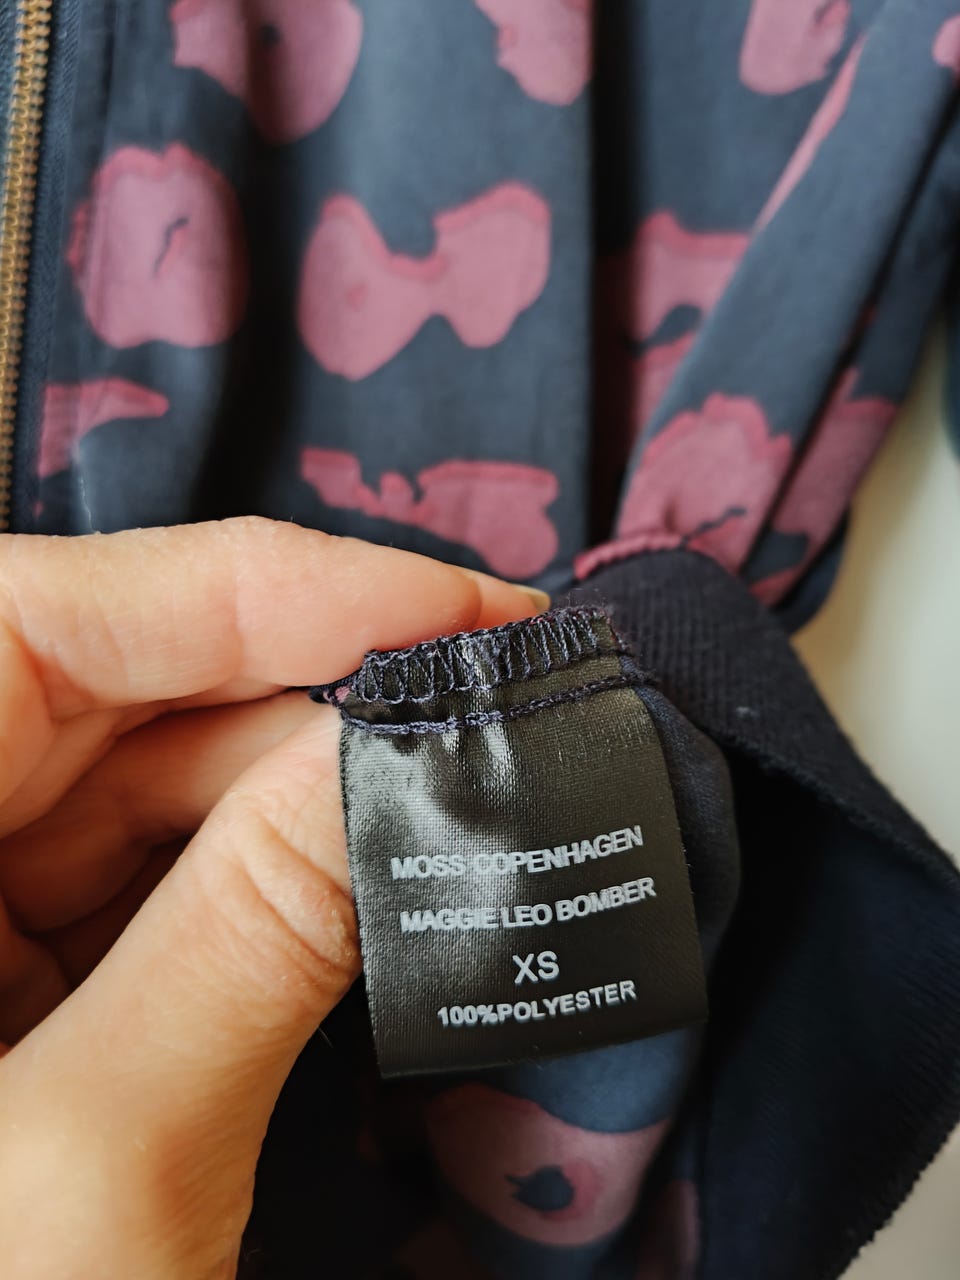 MOSS COPENHAGEN
MAGGIE LEO BOMBER
XS
100%POLYESTER